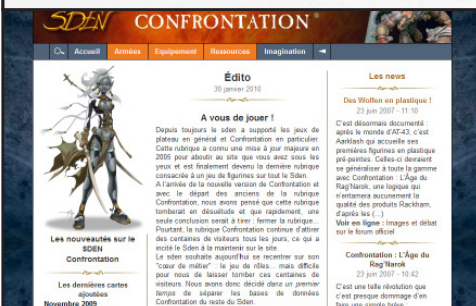 SDEN CONFRONTATION
Accueil Armées Equipement Ressources Imagination
Édito
30 janvier 2010
A vous de jouer !
Depuis toujours le sden a supporté les jeux de
plateau en général et Confrontation en particulier.
Cette rubrique a connu une mise à jour majeure en
2005 pour aboutir au site que vous avez sous les
yeux et est finalement devenu la dernière rubrique
consacrée à un jeu de figurines sur tout le Sden.
A l'arrivée de la nouvelle version de Confrontation et
avec le départ des anciens de la rubrique
Confrontation, nous avons pensé que cette rubrique
tomberait en désuétude et que rapidement, une
seule conclusion serait à tirer : fermer la rubrique...
Pourtant, la rubrique Confrontation continue d'attirer
des centaines de visiteurs tous les jours, ce qui a
incité le Sden à la maintenir sur le site.
Le sden souhaite aujourd'hui se recentrer sur son
"cœur de métier" : le jeu de rôles... mais difficile
pour nous de laisser tomber ces centaines de
visiteurs. Nous avons donc décidé dans un premier
temps de séparer les bases de données
Confrontation du reste du Sden.
Les nouveautés sur le
SDEN
Confrontation
Les dernières cartes
ajoutées
Novembre 2009
Les news
Des Wolfen en plastique !
23 juin 2007 - 11:10
C'est désormais documenté :
après le monde d'AT-43, c'est
Aarklash qui accueille ses
premières figurines en plastique
pré-peintes. Celles-ci devraient
se généraliser à toute la gamme
avec Confrontation : L'Âge du
Rag'Narok, une logique qui
n'entamera aucunement la
qualité des produits Rackham,
d'après les (...)
Voir en ligne : Images et débat
sur le forum officiel
Confrontation : L'Âge du
Rag'Narok
23 juin 2007 - 10:42
C'est une telle révolution que
c'est presque dommage d'en
faire une simple brève